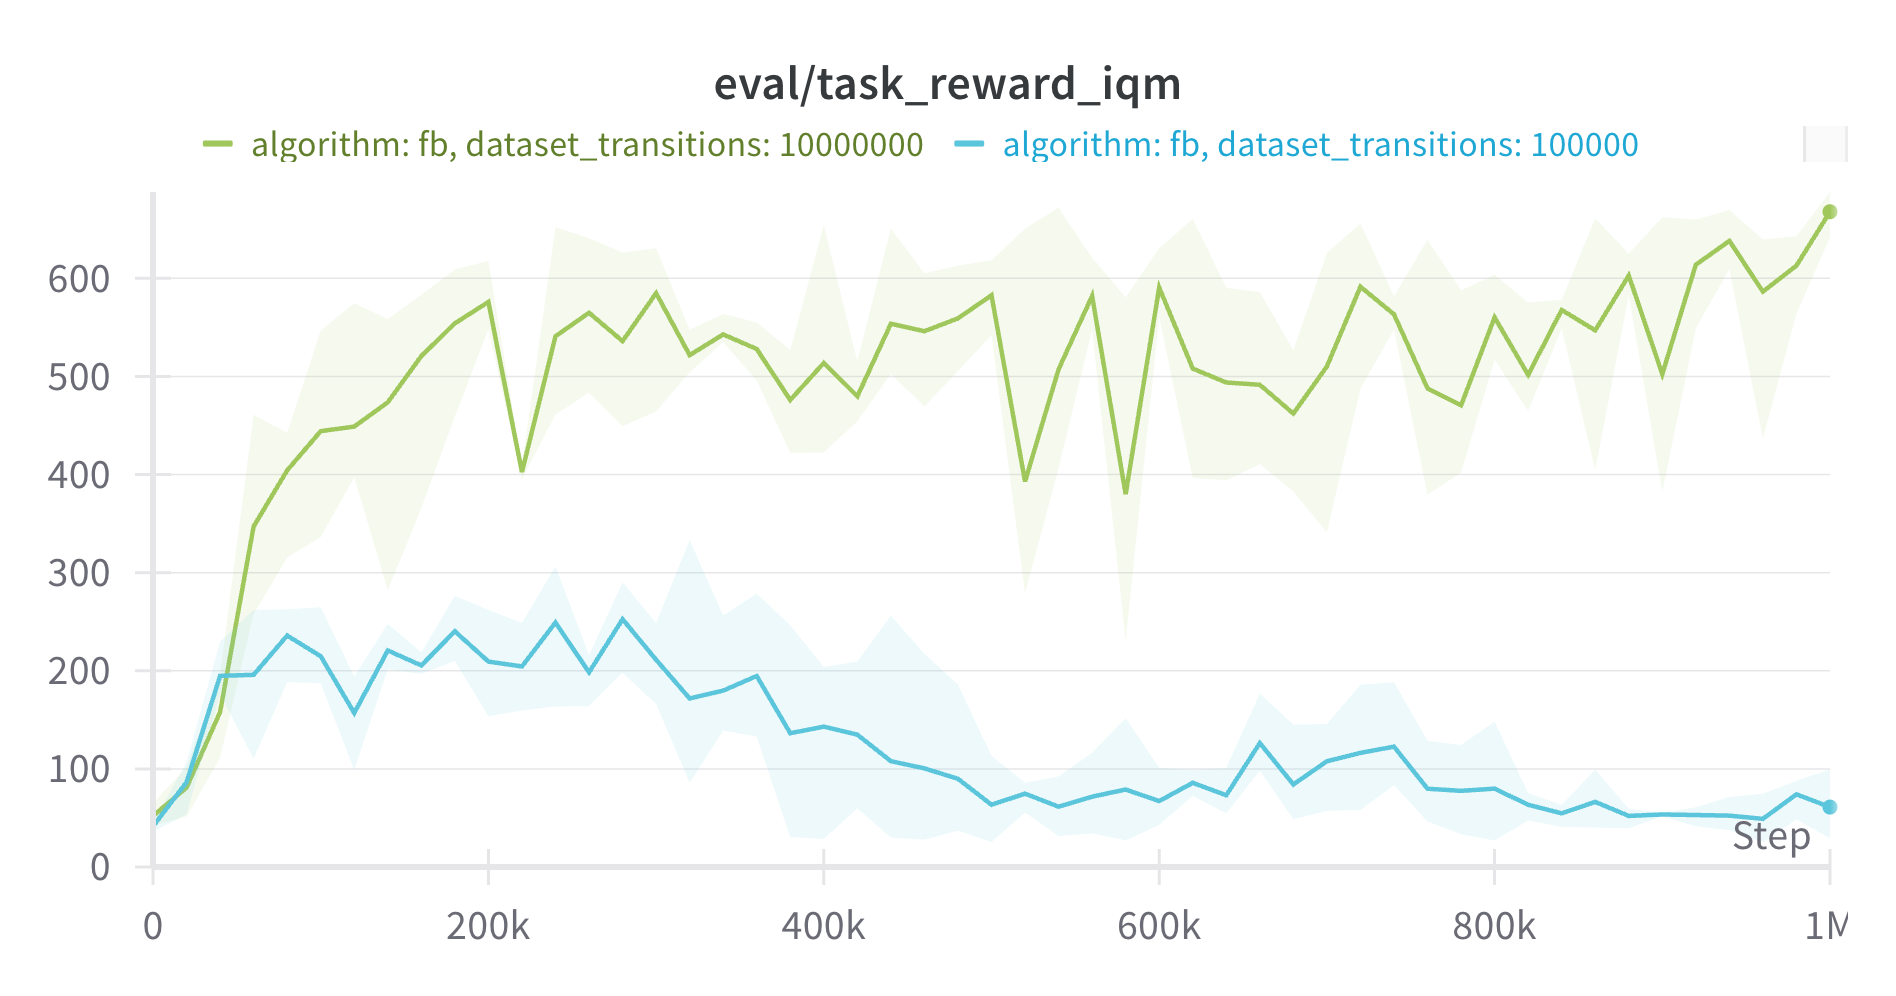 eval/task_reward_iqm
algorithm: fb, dataset_transitions: 10000000 algorithm: fb, dataset_transitions: 100000
600
500
400
300
200
100
0
Step
0 200k 400k 600k 800k 1M